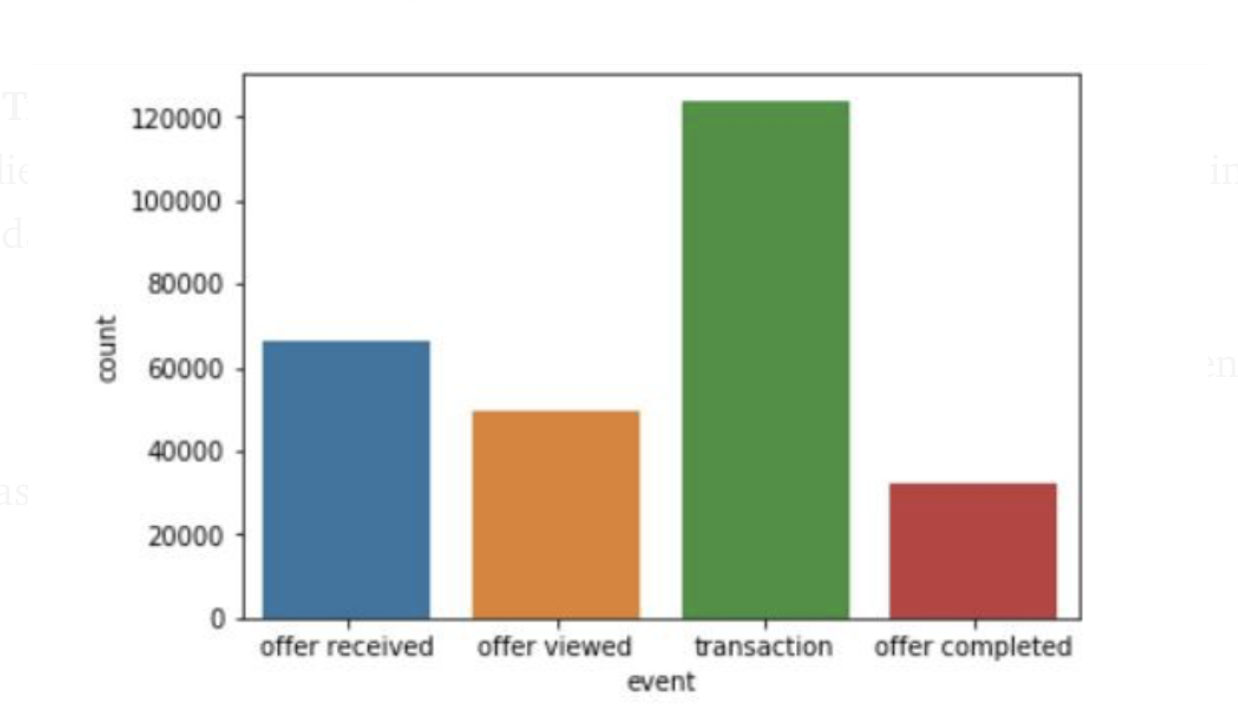 120000
100000
80000
60000
40000
20000
0
count
offer received
offer viewed
transaction
offer completed
event